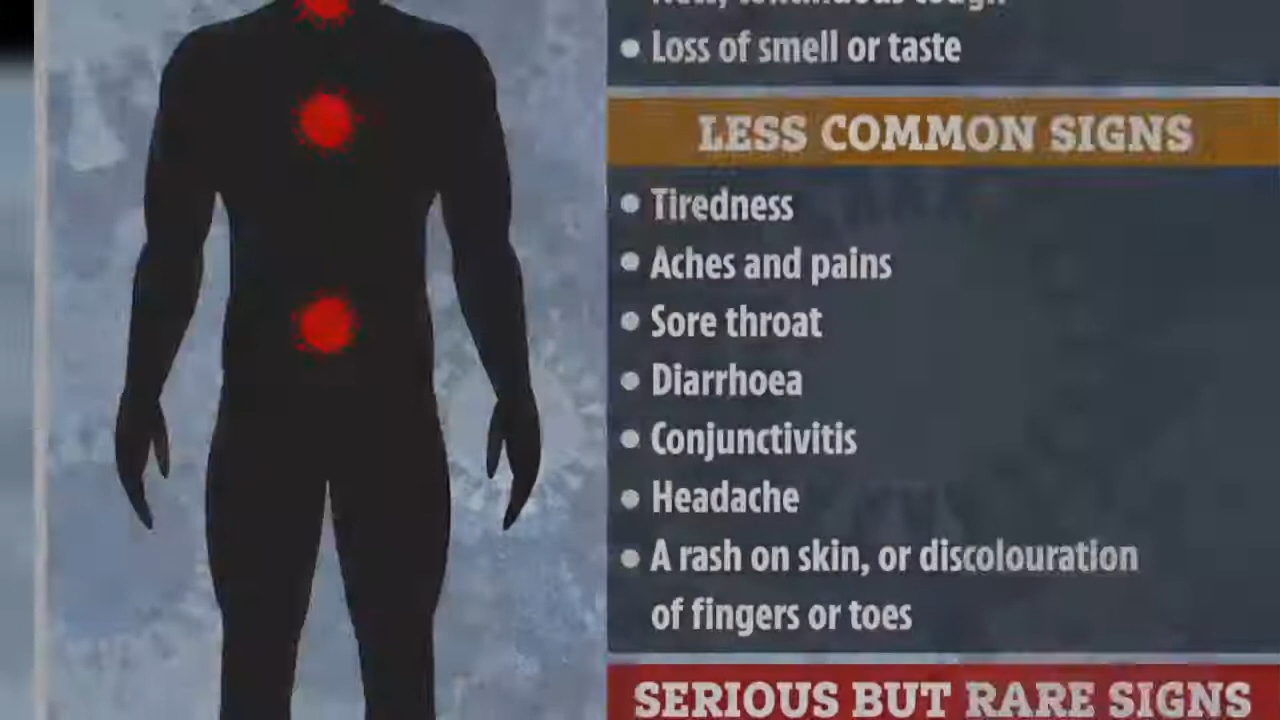 • Loss of smell or taste
LESS COMMON SIGNS
• Tiredness
• Aches and pains
• Sore throat
• Diarrhoea
• Conjunctivitis
• Headache
• A rash on skin, or discolouration
of fingers or toes
SERIOUS BUT RARE SIGNS